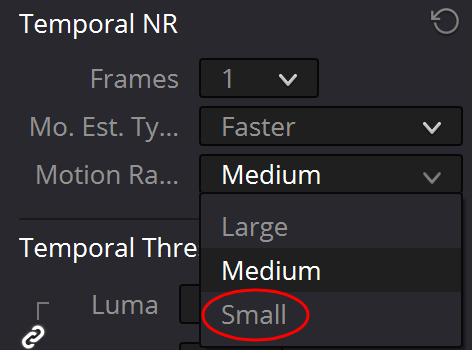 Temporal NR
Frames 1
Mo. Est. Ty... Faster
Motion Ra... Medium
Large
Temporal Thre
Medium
Luma
Small